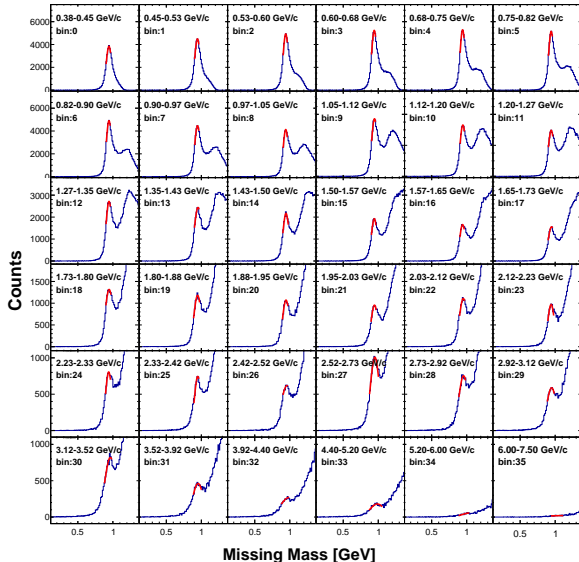 0.38-0.45 GeV/c 0.45-0.53 GeV/c 0.53-0.60 GeV/c 0.60-0.68 GeV/c 0.68-0.75 GeV/c 0.75-0.82 GeV/c
bin:0 bin:1 bin:2 bin:3 bin:4 bin:5
6000
4000
2000
0
0.82-0.90 GeV/c 0.90-0.97 GeV/c 0.97-1.05 GeV/c 1.05-1.12 GeV/c 1.12-1.20 GeV/c 1.20-1.27 GeV/c
bin:6 bin:7 bin:8 bin:9 bin:10 bin:11
6000
4000
2000
0
1.27-1.35 GeV/c 1.35-1.43 GeV/c 1.43-1.50 GeV/c 1.50-1.57 GeV/c 1.57-1.65 GeV/c 1.65-1.73 GeV/c
bin:12 bin:13 bin:14 bin:15 bin:16 bin:17
3000
2000
1000
0
Counts
1.73-1.80 GeV/c 1.80-1.88 GeV/c 1.88-1.95 GeV/c 1.95-2.03 GeV/c 2.03-2.12 GeV/c 2.12-2.23 GeV/c
bin:18 bin:19 bin:20 bin:21 bin:22 bin:23
1500
1000
500
0
2.23-2.33 GeV/c 2.33-2.42 GeV/c 2.42-2.52 GeV/c 2.52-2.73 GeV/c 2.73-2.92 GeV/c 2.92-3.12 GeV/c
bin:24 bin:25 bin:26 bin:27 bin:28 bin:29
1000
500
0
3.12-3.52 GeV/c 3.52-3.92 GeV/c 3.92-4.40 GeV/c 4.40-5.20 GeV/c 5.20-6.00 GeV/c 6.00-7.50 GeV/c
bin:30 bin:31 bin:32 bin:33 bin:34 bin:35
1000
500
0
0.5 1 0.5 1 0.5 1 0.5 1 0.5 1 0.5 1
Missing Mass [GeV]